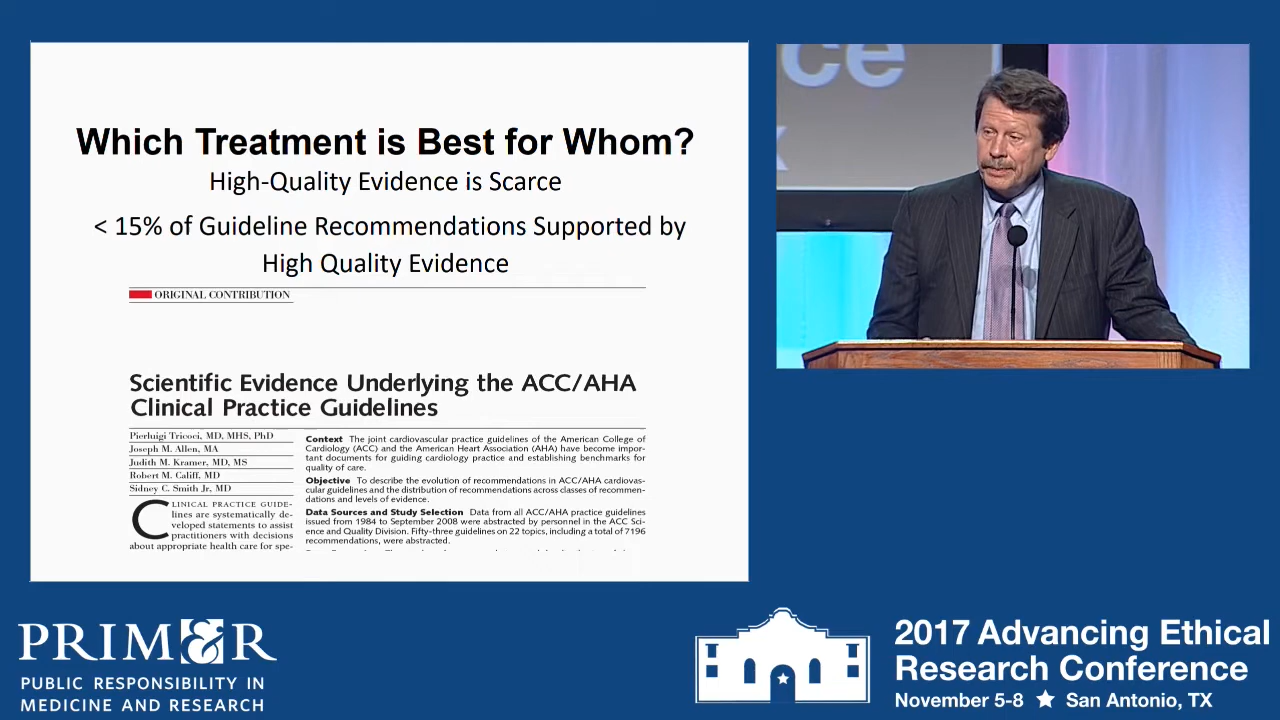 Which Treatment is Best for Whom?
High-Quality Evidence is Scarce
< 15% of Guideline Recommendations Supported by
High Quality Evidence
ORIGINAL CONTRIBUTION
Scientific Evidence Underlying the ACC/AHA
Clinical Practice Guidelines
Pierluigi Tricoci, MD, MHS, PhD
Joseph M. Allen, MA
Judith M. Kramer, MD, MS
Robert M. Califf, MD
Sidney C. Smith Jr, MD
CLINICAL PRACTICE GUIDE-
lines are systematically de-
veloped statements to assist
practitioners with decisions
about appropriate health care for spe-
Context The joint cardiovascular practice guidelines of the American College of
Cardiology (ACC) and the American Heart Association (AHA) have become impor-
tant documents for guiding cardiology practice and establishing benchmarks for
quality of care.
Objective To describe the evolution of recommendations in ACC/AHA cardiovas-
cular guidelines and the distribution of recommendations across classes of recommen-
dations and levels of evidence.
Data Sources and Study Selection Data from all ACC/AHA practice guidelines
issued from 1984 to September 2008 were abstracted by personnel in the ACC Sci-
ence and Quality Division. Fifty-three guidelines on 22 topics, including a total of 7196
recommendations, were abstracted.
ce
PRIM&R
PUBLIC RESPONSIBILITY IN
MEDICINE AND RESEARCH
2017 Advancing Ethical
Research Conference
November 5-8 ★ San Antonio, TX